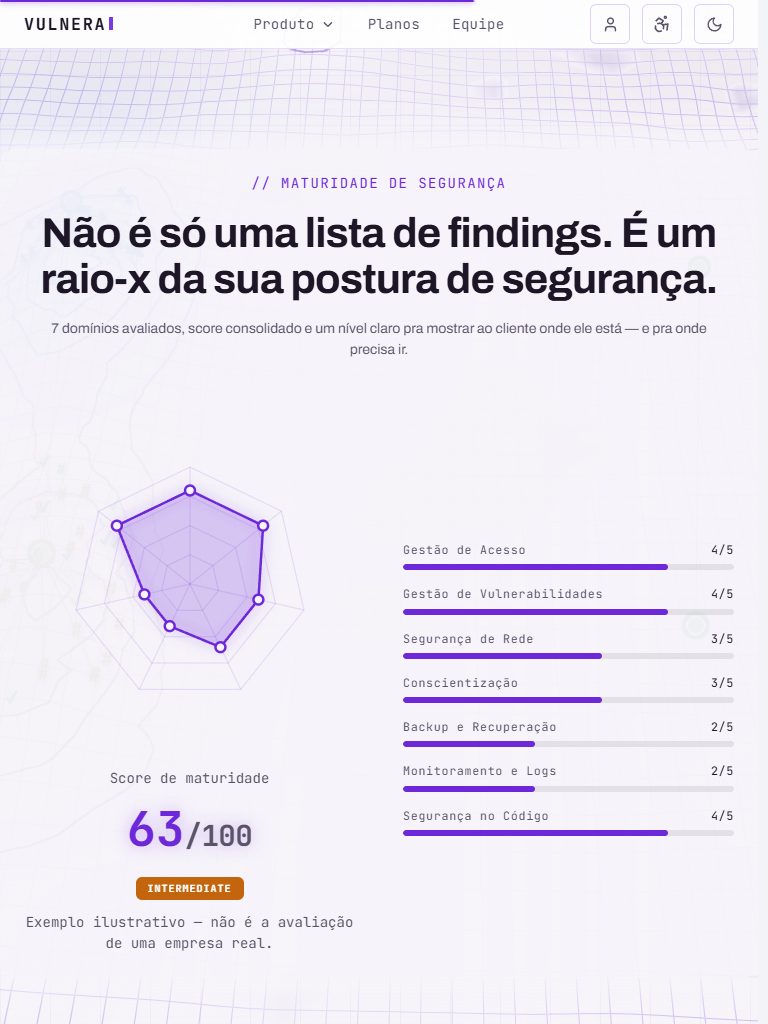 VULNERA
Produto
Planos
Equipe
// MATURIDADE DE SEGURANÇA
Não é só uma lista de findings. É um
raio-x da sua postura de segurança.
7 domínios avaliados, score consolidado e um nível claro pra mostrar ao cliente onde ele está — e pra onde
precisa ir.
Gestão de Acesso 4/5
Gestão de Vulnerabilidades 4/5
Segurança de Rede 3/5
Conscientização 3/5
Backup e Recuperação 2/5
Monitoramento e Logs 2/5
Segurança no Código 4/5
Score de maturidade
63/100
INTERMEDIATE
Exemplo ilustrativo — não é a avaliação
de uma empresa real.